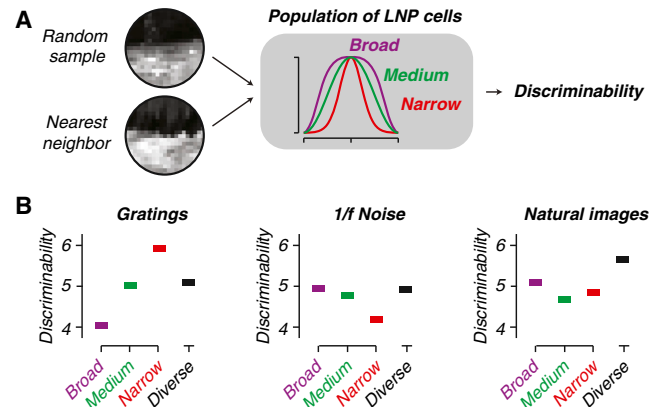 A
Population of LNP cells
Random
sample
Broad
Medium
Narrow
Discriminability
Nearest
neighbor
B
Gratings
1/f Noise
Natural images
Discriminability
6
5
4
Broad
Medium
Narrow
Diverse
Discriminability
6
5
4
Broad
Medium
Narrow
Diverse
Discriminability
6
5
4
Broad
Medium
Narrow
Diverse